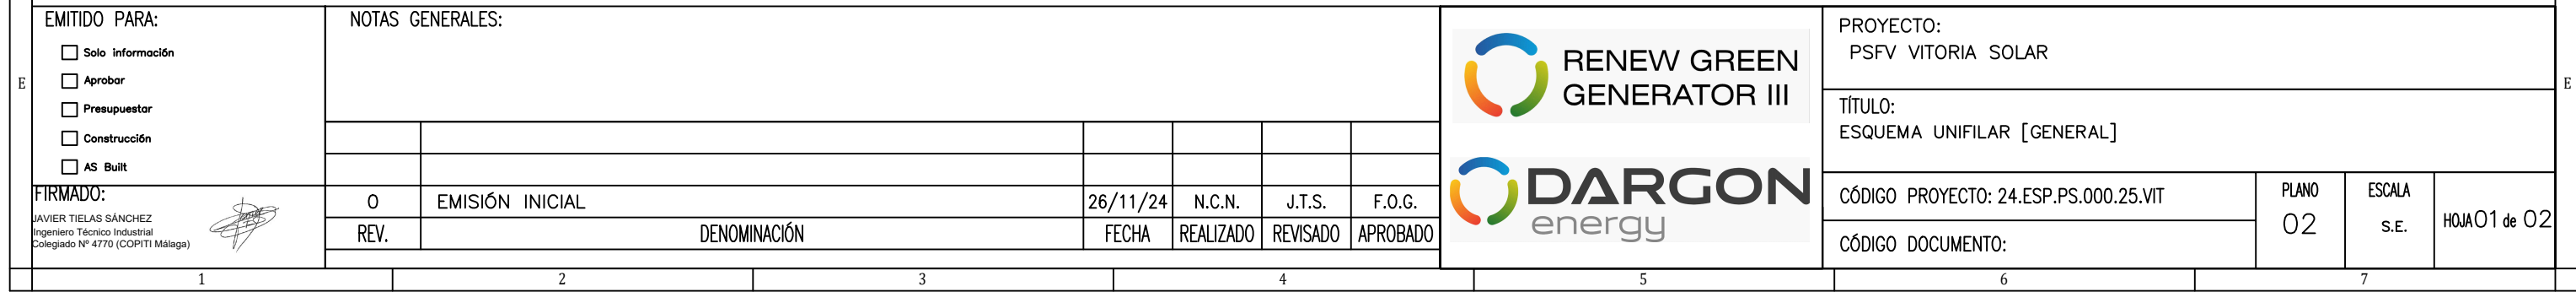 EMITIDO PARA:
Solo información
Aprobar
Presupuestar
Construcción
AS Built
FIRMADO:
JAVIER TIELAS SÁNCHEZ
Ingeniero Técnico Industrial
Colegiado Nº 4770 (COPITI Málaga)
NOTAS GENERALES:
0 EMISIÓN INICIAL 26/11/24 N.C.N. J.T.S. F.O.G.
REV. DENOMINACIÓN FECHA REALIZADO REVISADO APROBADO
RENEW GREEN
GENERATOR III
DARGON
energy
PROYECTO:
PSFV VITORIA SOLAR
TÍTULO:
ESQUEMA UNIFILAR [GENERAL]
CÓDIGO PROYECTO: 24.ESP.PS.000.25.VIT
CÓDIGO DOCUMENTO:
PLANO
02
ESCALA
S.E.
HOJA 01 de 02
E
E
1 2 3 4 5 6 7